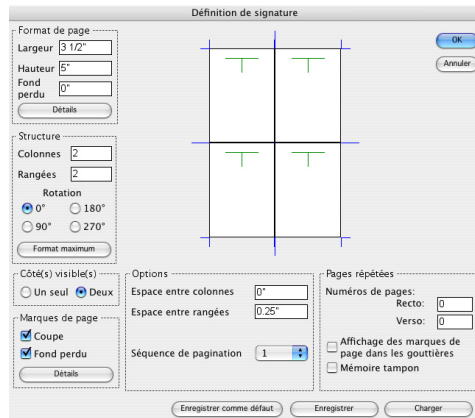 Définition de signature
Format de page
Largeur 3 1/2"
Hauteur 5"
Fond perdu 0"
Détails
Structure
Colonnes 2
Rangées 2
Rotation
0° 180°
90° 270°
Format maximum
Côté(s) visible(s)
Un seul Deux
Marques de page
Coupe
Fond perdu
Détails
Options
Espace entre colonnes 0"
Espace entre rangées 0.25"
Séquence de pagination 1
Pages répétées
Numéros de pages:
Recto: 0
Verso: 0
Affichage des marques de
page dans les gouttières
Mémoire tampon
OK
Annuler
Enregistrer comme défaut Enregistrer Charger